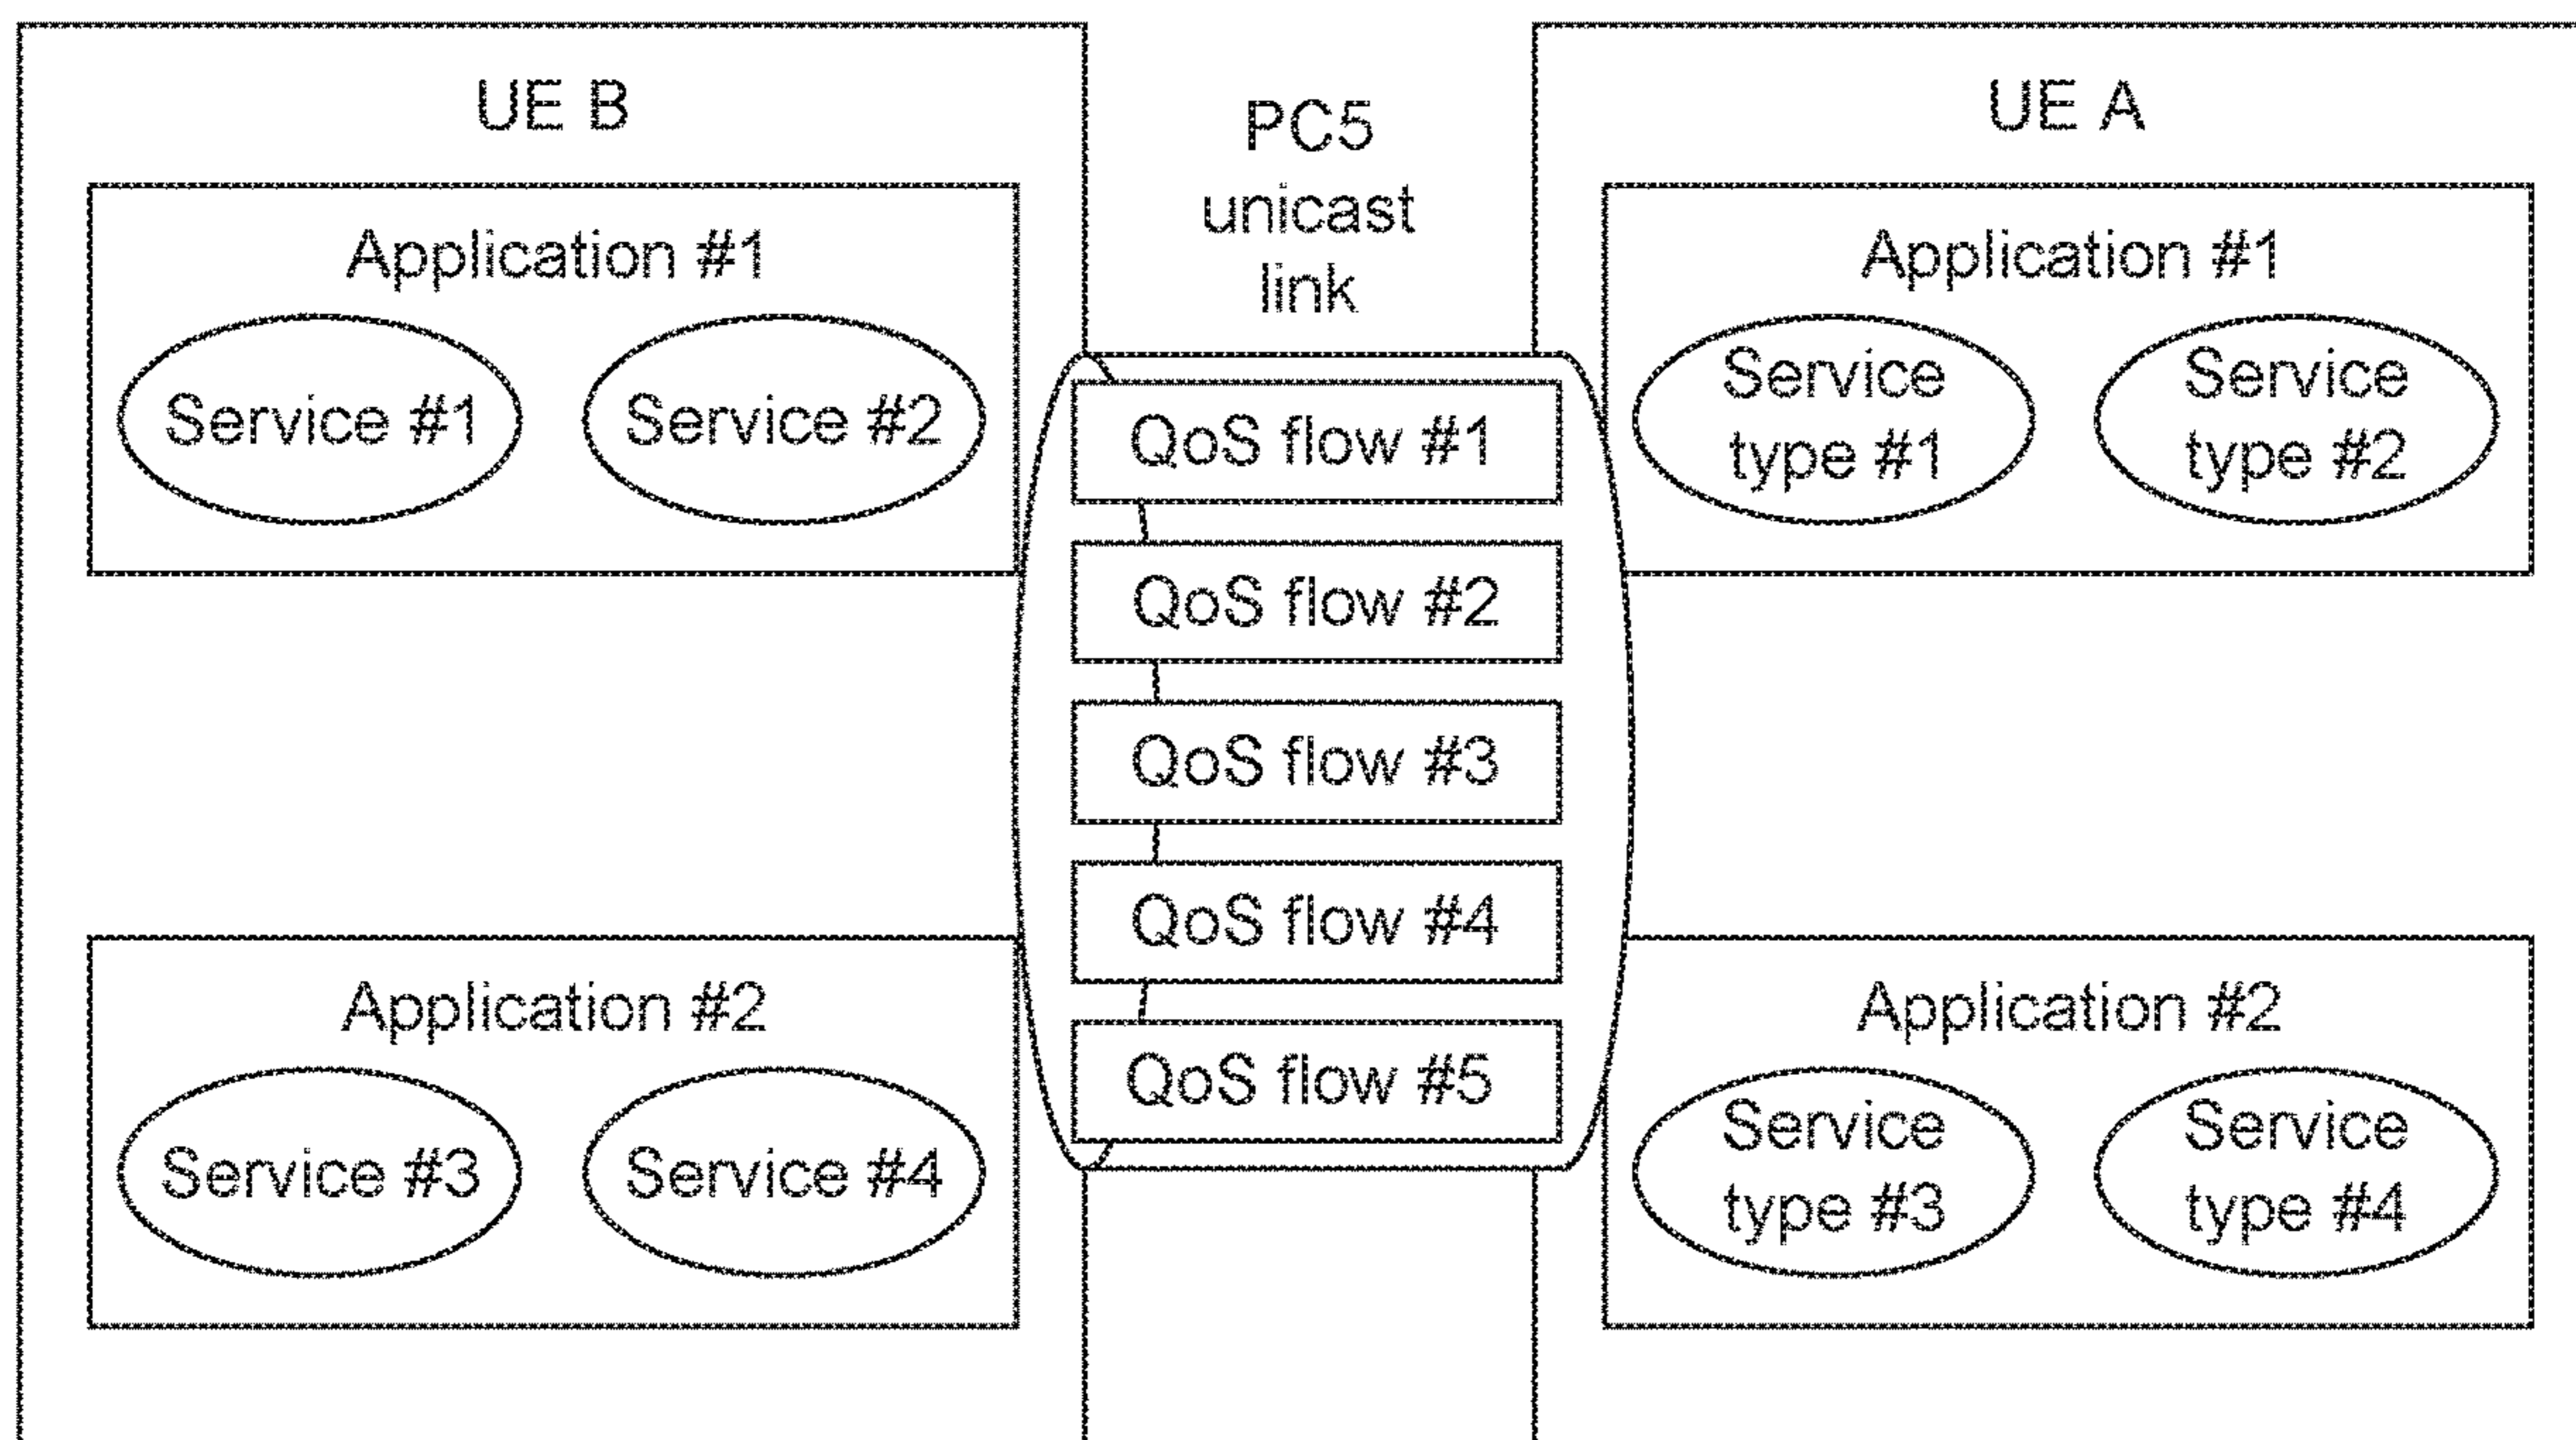 UE B
Application #1
Service #1
Service #2
Application #2
Service #3
Service #4
PC5
unicast
link
QoS flow #1
QoS flow #2
QoS flow #3
QoS flow #4
QoS flow #5
UE A
Application #1
Service
type #1
Service
type #2
Application #2
Service
type #3
Service
type #4